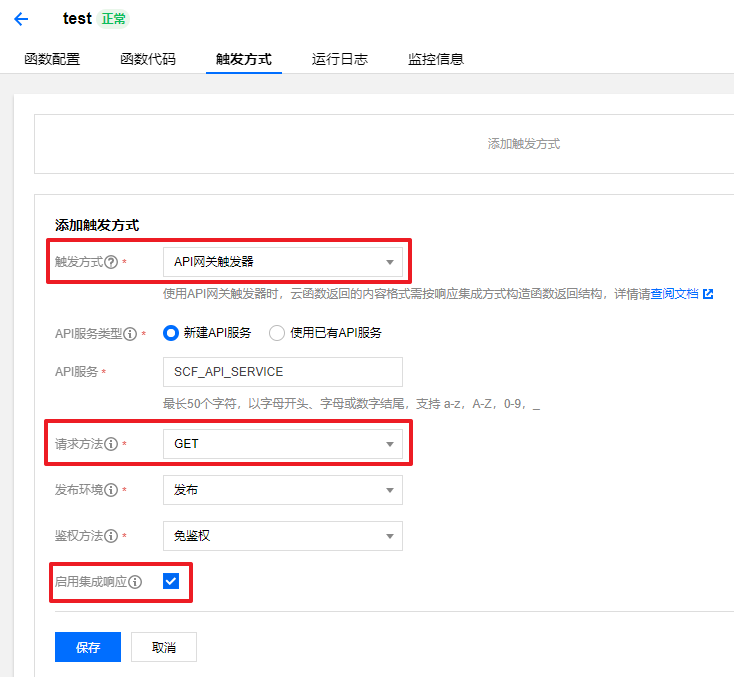 test 正常
函数配置 函数代码 触发方式 运行日志 监控信息
添加触发方式
添加触发方式
触发方式 * API网关触发器
使用API网关触发器时，云函数返回的内容格式需按响应集成方式构造函数返回结构，详情请查阅文档
API服务类型 * 新建API服务 使用已有API服务
API服务 * SCF_API_SERVICE
最长50个字符，以字母开头、字母或数字结尾，支持 a-z，A-Z，0-9，_
请求方法 * GET
发布环境 * 发布
鉴权方法 * 免鉴权
启用集成响应
保存 取消